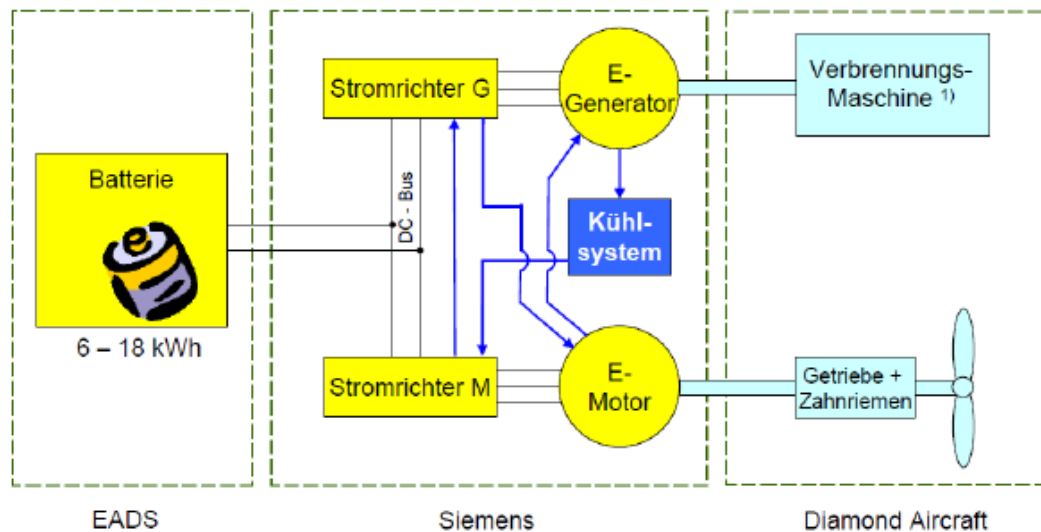 Batterie
6 – 18 kWh
EADS
Stromrichter G
E-
Generator
DC - Bus
Kühl-
system
Stromrichter M
E-
Motor
Siemens
Verbrennungs-
Maschine ¹⁾
Getriebe +
Zahnriemen
Diamond Aircraft